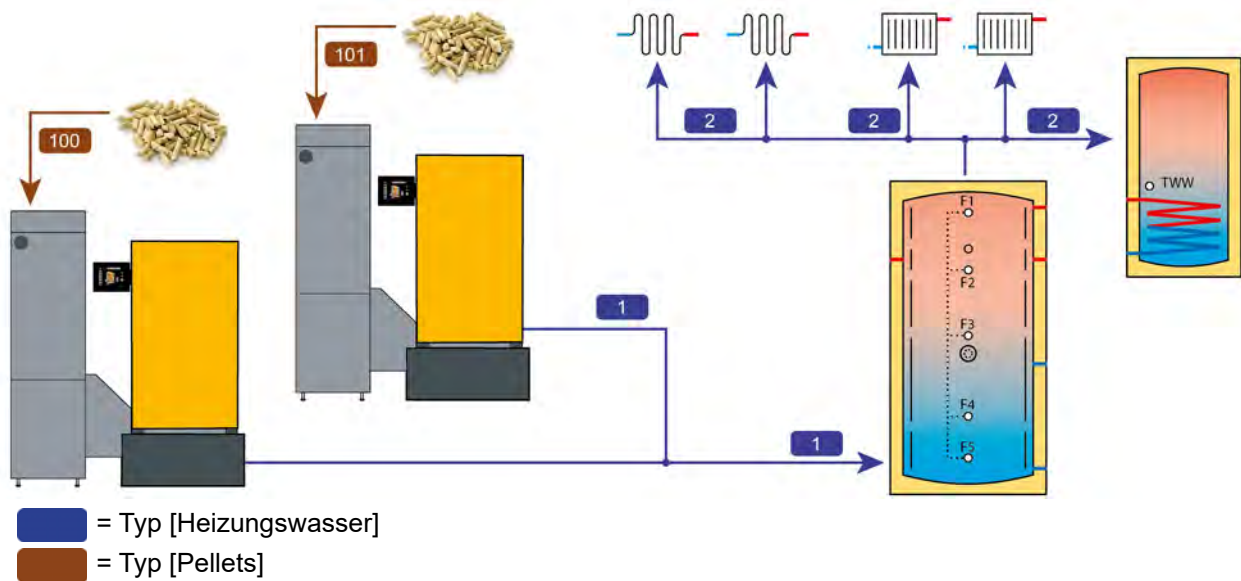 101
100
2
2
2
TWW
F1
F2
1
F3
F4
1
F5
= Typ [Heizungswasser]
= Typ [Pellets]